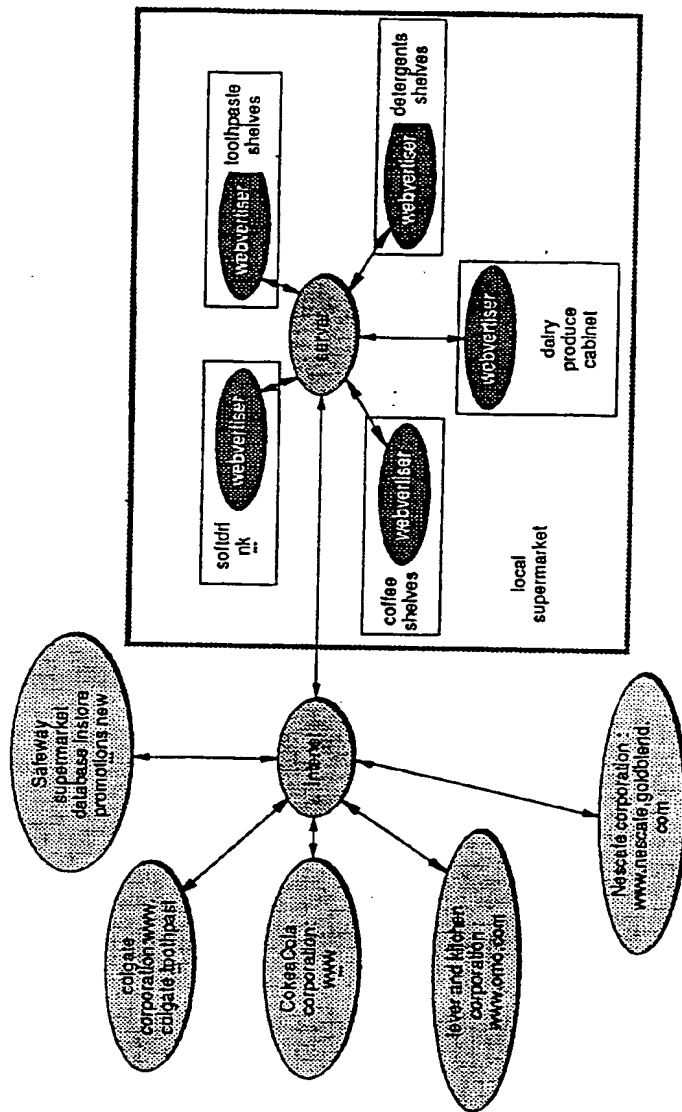 Safeway
supermarket
database instore
promotions.new
...
colgate
corporation:www.
colgate.toothpast
...
CokeaCola
corporation:
www
...
lever and kitchen
corporation :
www.omo.com
Nescafe corporation :
www.nescafe,goldblend.
com
Internet
server
softdri
nk
...
webvertiser
toothpaste
shelves
webvertiser
coffee
shelves
webvertiser
webvertiser
dairy
produce
cabinet
detergents
shelves
webvertiser
local
supermarket